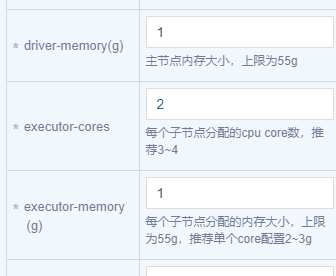 * driver-memory(g)
1
主节点内存大小，上限为55g
* executor-cores
2
每个子节点分配的cpu core数，推
荐3~4
* executor-memory
(g)
1
每个子节点分配的内存大小，上限
为55g，推荐单个core配置2~3g